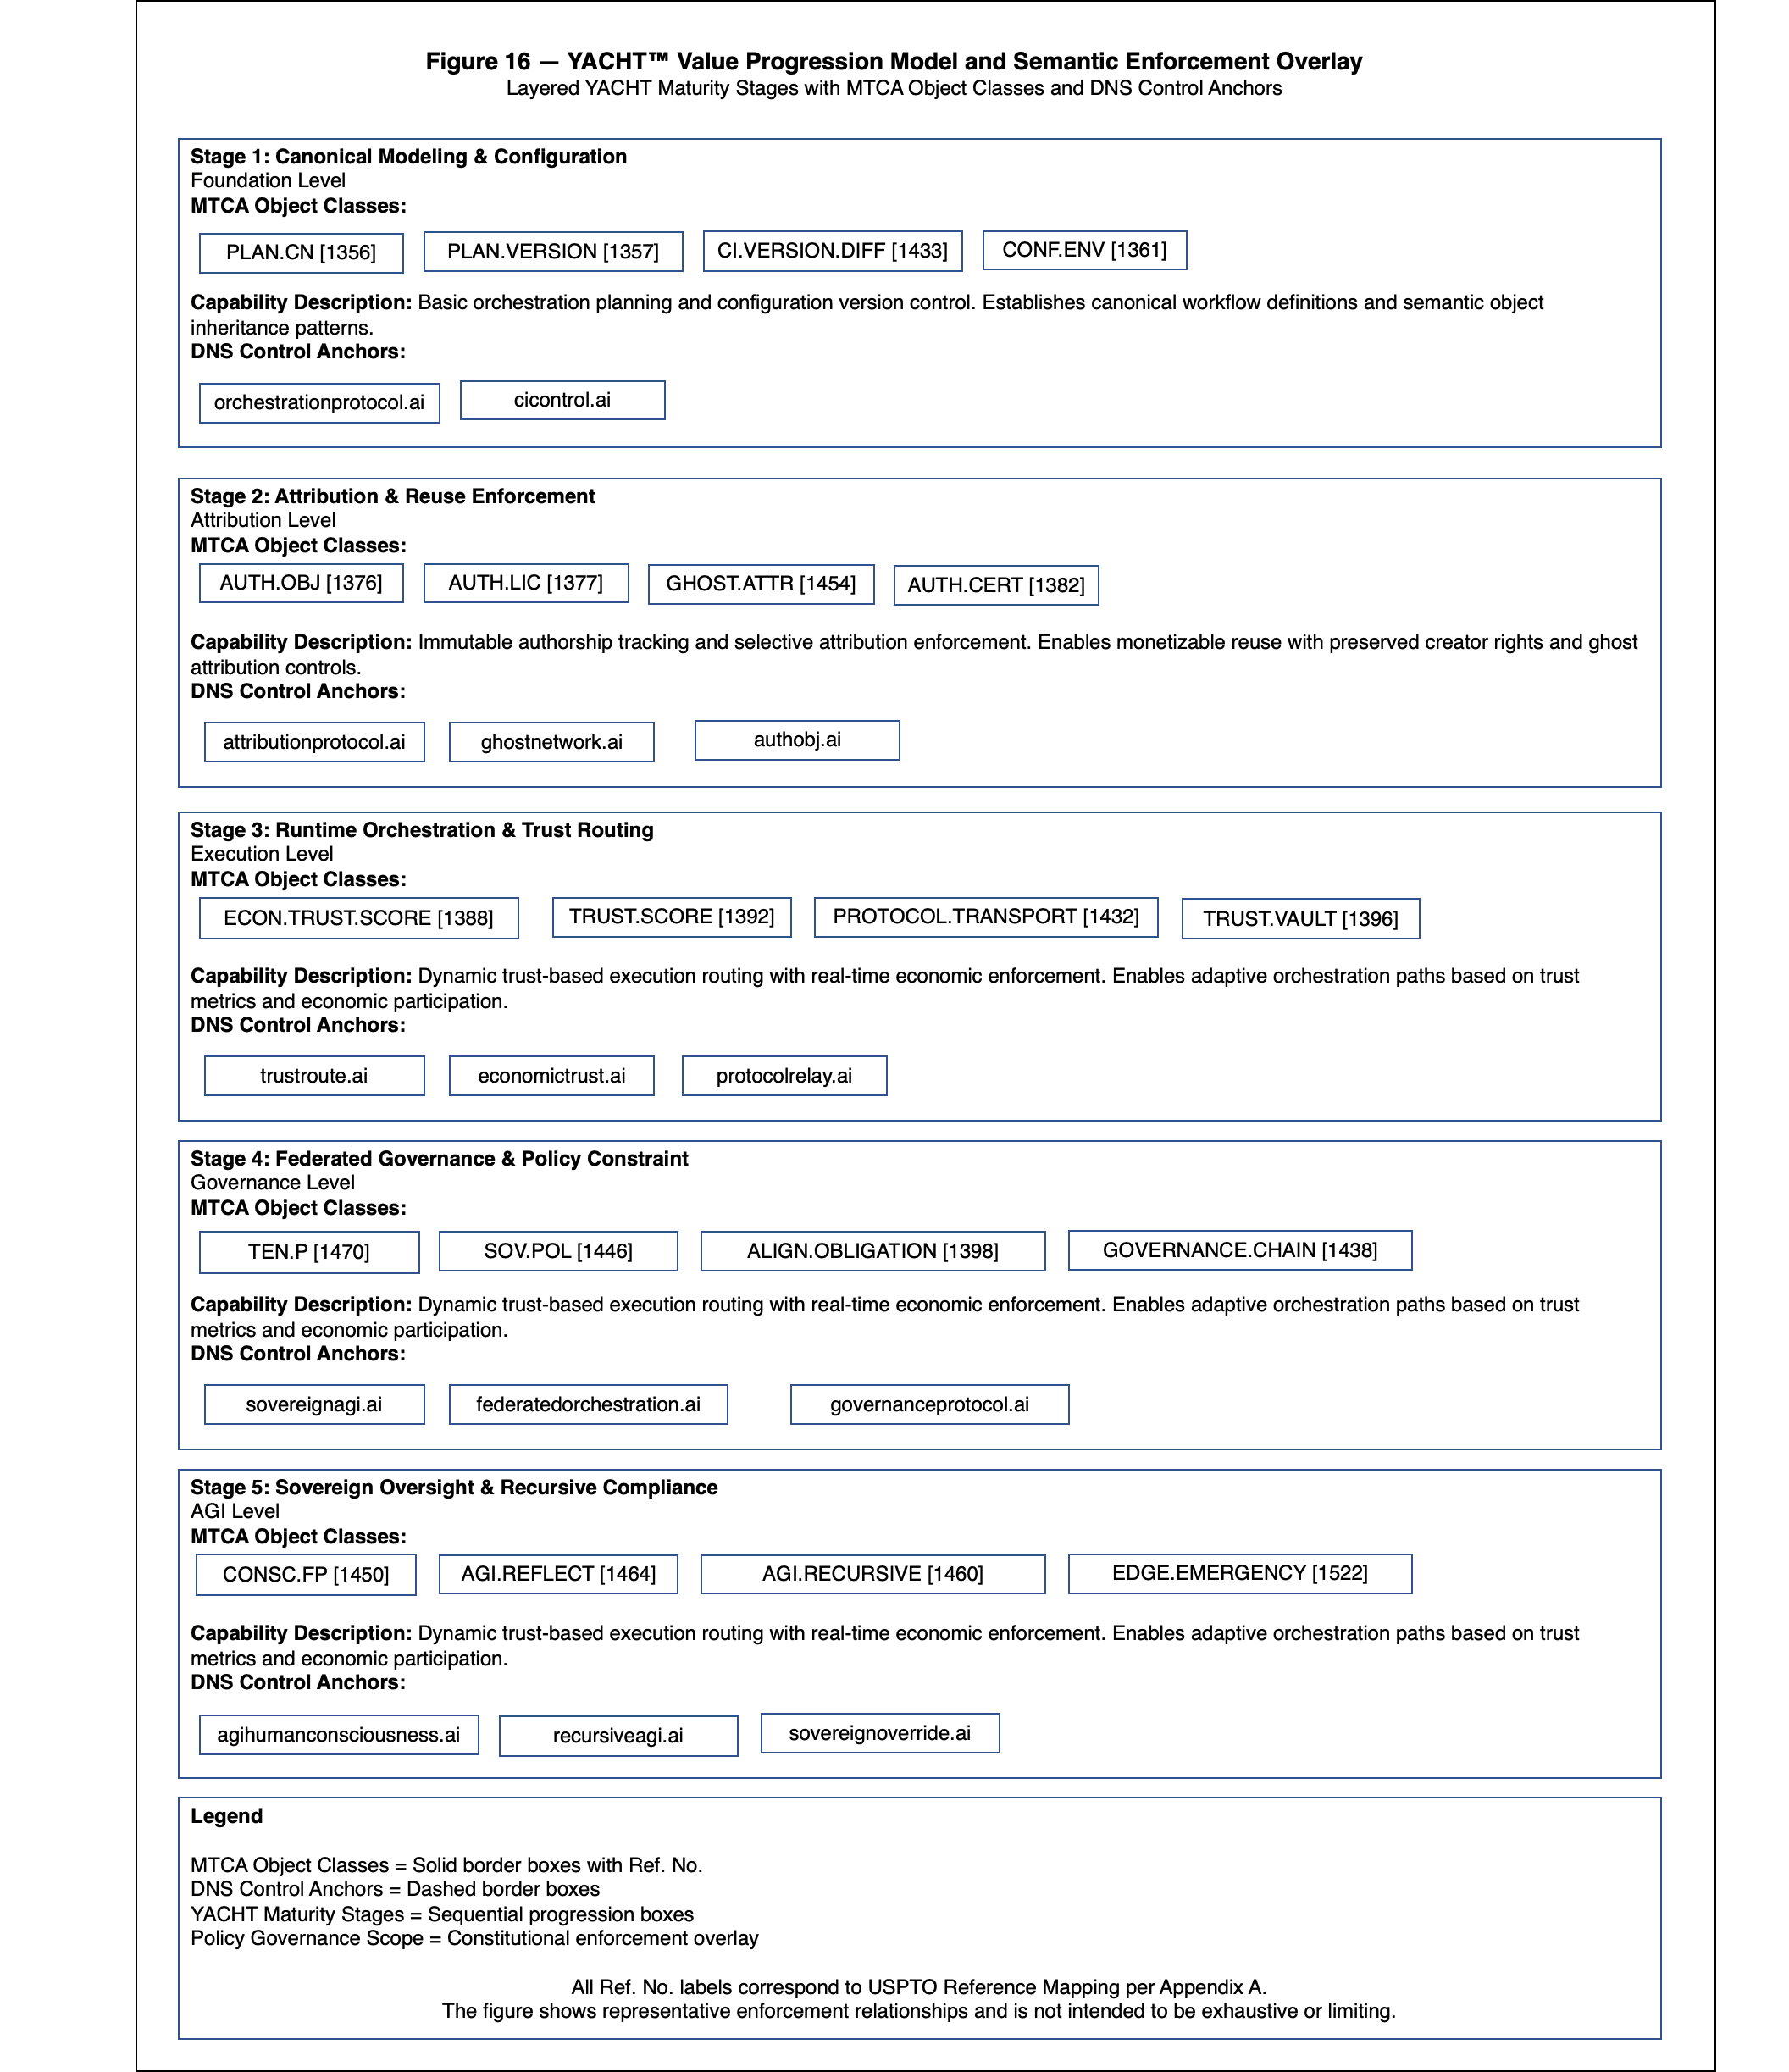 Figure 16 — YACHT™ Value Progression Model and Semantic Enforcement Overlay
Layered YACHT Maturity Stages with MTCA Object Classes and DNS Control Anchors
Stage 1: Canonical Modeling & Configuration
Foundation Level
MTCA Object Classes:
PLAN.CN [1356] PLAN.VERSION [1357] CI.VERSION.DIFF [1433] CONF.ENV [1361]
Capability Description: Basic orchestration planning and configuration version control. Establishes canonical workflow definitions and semantic object
inheritance patterns.
DNS Control Anchors:
orchestrationprotocol.ai cicontrol.ai
Stage 2: Attribution & Reuse Enforcement
Attribution Level
MTCA Object Classes:
AUTH.OBJ [1376] AUTH.LIC [1377] GHOST.ATTR [1454] AUTH.CERT [1382]
Capability Description: Immutable authorship tracking and selective attribution enforcement. Enables monetizable reuse with preserved creator rights and ghost
attribution controls.
DNS Control Anchors:
attributionprotocol.ai ghostnetwork.ai authobj.ai
Stage 3: Runtime Orchestration & Trust Routing
Execution Level
MTCA Object Classes:
ECON.TRUST.SCORE [1388] TRUST.SCORE [1392] PROTOCOL.TRANSPORT [1432] TRUST.VAULT [1396]
Capability Description: Dynamic trust-based execution routing with real-time economic enforcement. Enables adaptive orchestration paths based on trust
metrics and economic participation.
DNS Control Anchors:
trustroute.ai economictrust.ai protocolrelay.ai
Stage 4: Federated Governance & Policy Constraint
Governance Level
MTCA Object Classes:
TEN.P [1470] SOV.POL [1446] ALIGN.OBLIGATION [1398] GOVERNANCE.CHAIN [1438]
Capability Description: Dynamic trust-based execution routing with real-time economic enforcement. Enables adaptive orchestration paths based on trust
metrics and economic participation.
DNS Control Anchors:
sovereignagi.ai federatedorchestration.ai governanceprotocol.ai
Stage 5: Sovereign Oversight & Recursive Compliance
AGI Level
MTCA Object Classes:
CONSC.FP [1450] AGI.REFLECT [1464] AGI.RECURSIVE [1460] EDGE.EMERGENCY [1522]
Capability Description: Dynamic trust-based execution routing with real-time economic enforcement. Enables adaptive orchestration paths based on trust
metrics and economic participation.
DNS Control Anchors:
agihumanconsciousness.ai recursiveagi.ai sovereignoverride.ai
Legend
MTCA Object Classes = Solid border boxes with Ref. No.
DNS Control Anchors = Dashed border boxes
YACHT Maturity Stages = Sequential progression boxes
Policy Governance Scope = Constitutional enforcement overlay
All Ref. No. labels correspond to USPTO Reference Mapping per Appendix A.
The figure shows representative enforcement relationships and is not intended to be exhaustive or limiting.